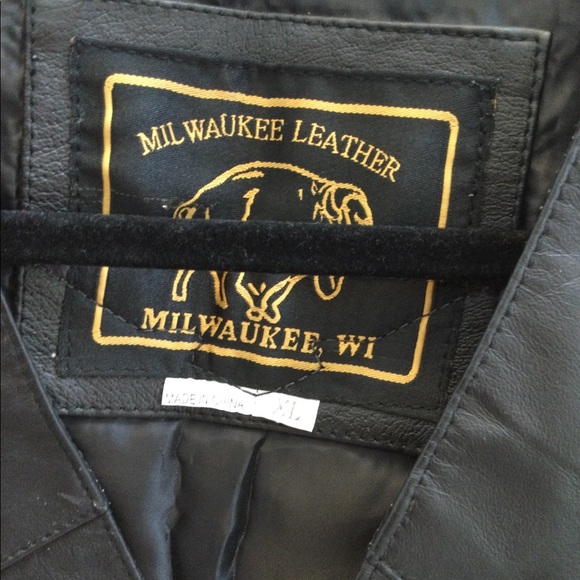 MILWAUKEE LEATHER
MILWAUKEE, WI
MADE IN CHINA XL